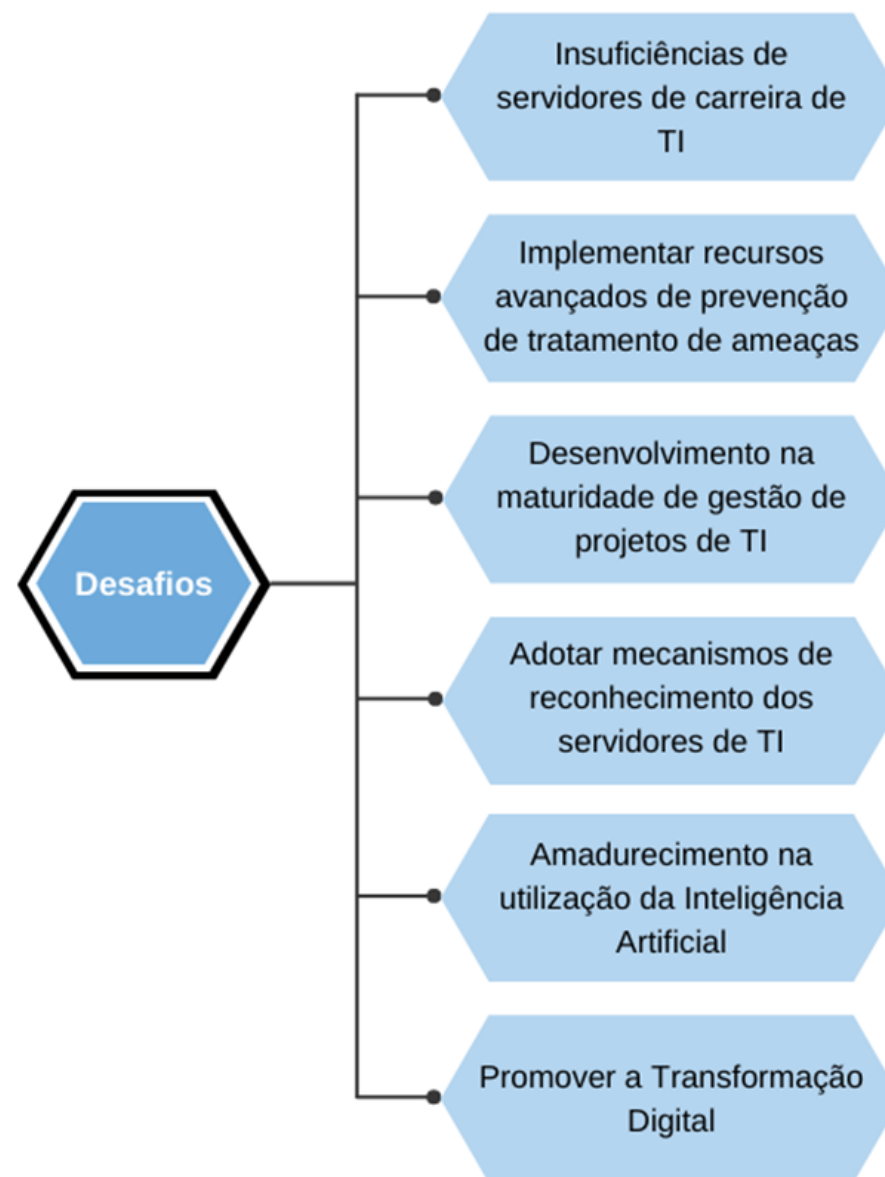 Insuficiências de
servidores de carreira de
TI
Implementar recursos
avançados de prevenção
de tratamento de ameaças
Desenvolvimento na
maturidade de gestão de
projetos de TI
Desafios
Adotar mecanismos de
reconhecimento dos
servidores de TI
Amadurecimento na
utilização da Inteligência
Artificial
Promover a Transformação
Digital